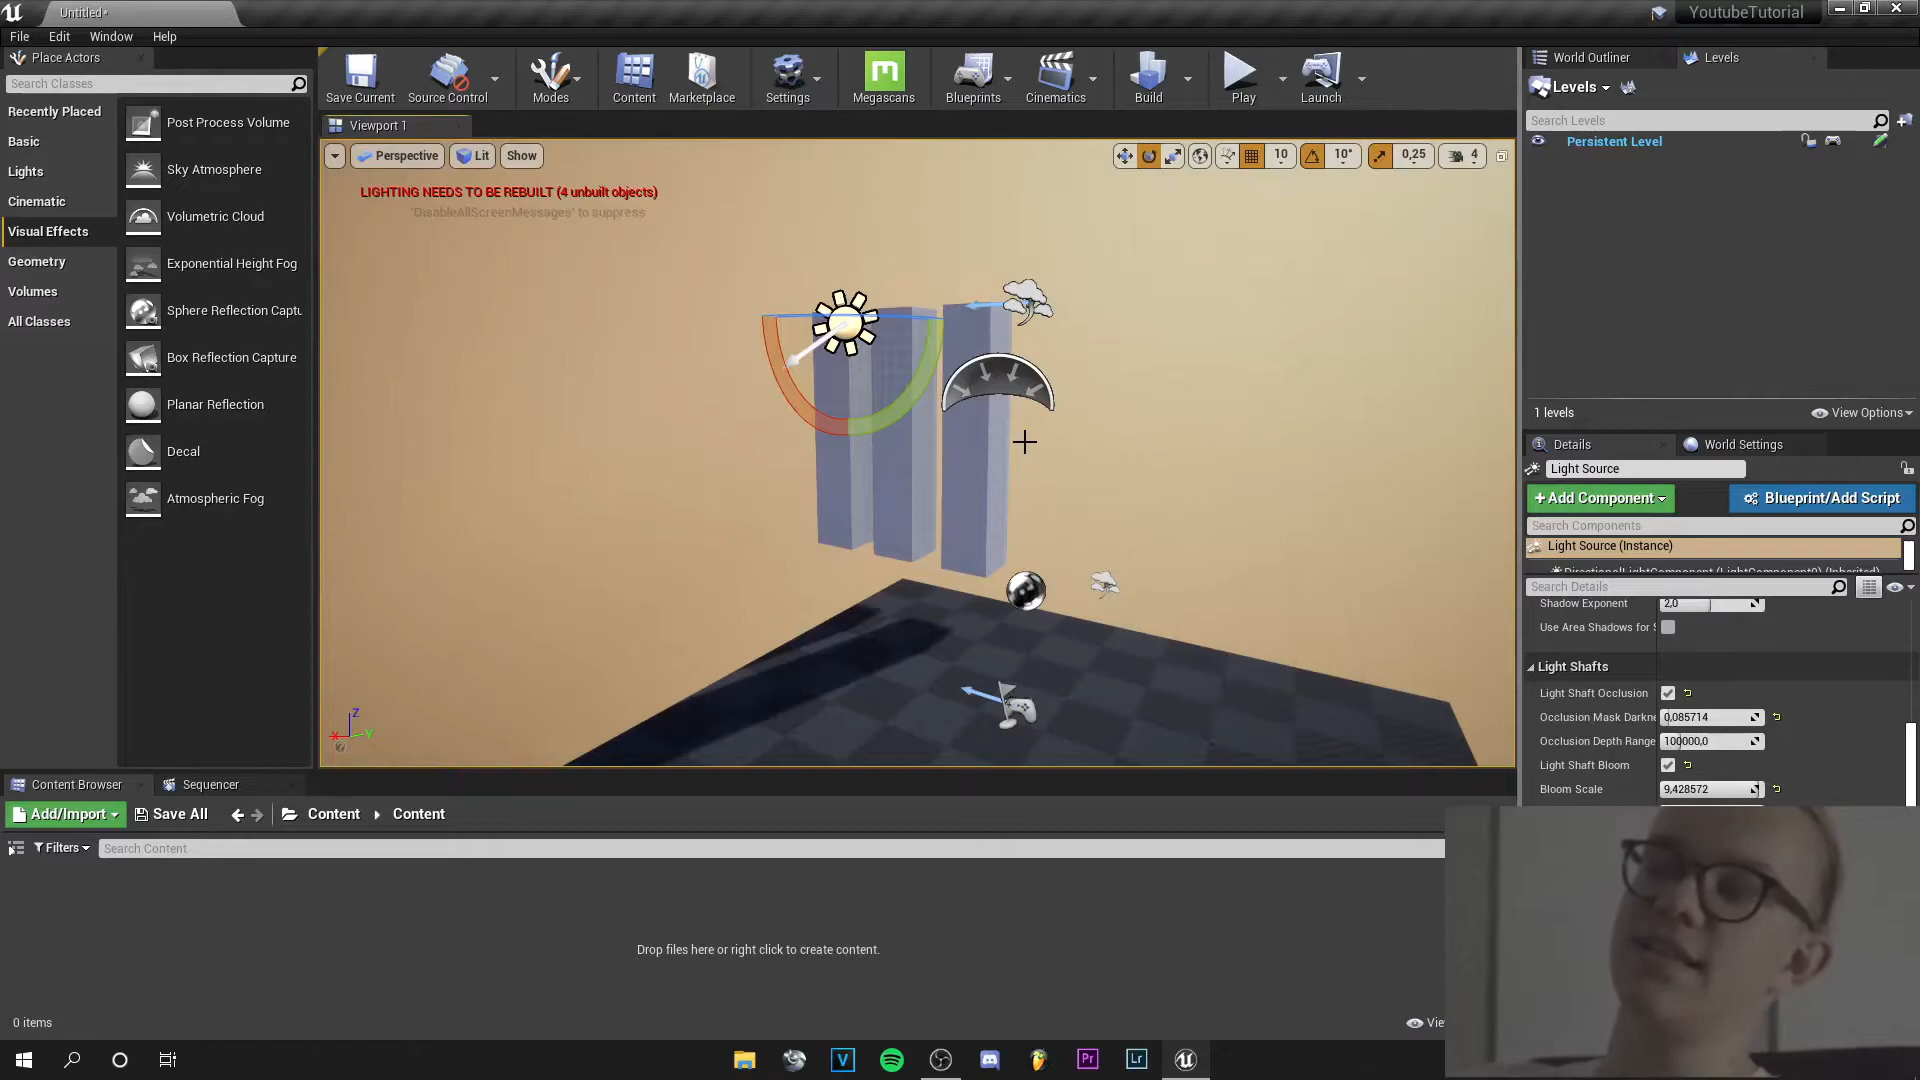 Untitled*
YoutubeTutorial
File Edit Window Help
Place Actors
Search Classes
Recently Placed
Basic
Lights
Cinematic
Visual Effects
Geometry
Volumes
All Classes
Post Process Volume
Sky Atmosphere
Volumetric Cloud
Exponential Height Fog
Sphere Reflection Captu
Box Reflection Capture
Planar Reflection
Decal
Atmospheric Fog
Save Current
Source Control
Modes
Content
Marketplace
Settings
Megascans
Blueprints
Cinematics
Build
Play
Launch
Viewport 1
Perspective
Lit
Show
10
10°
0,25
4
LIGHTING NEEDS TO BE REBUILT (4 unbuilt objects)
'DisableAllScreenMessages' to suppress
Z
X
Y
World Outliner
Levels
Levels
Search Levels
Persistent Level
1 levels
View Options
Details
World Settings
Light Source
+Add Component
Blueprint/Add Script
Search Components
Light Source (Instance)
DirectionalLightComponent (LightComponent0) (Inherited)
Search Details
Shadow Exponent 2,0
Use Area Shadows for S
Light Shafts
Light Shaft Occlusion
Occlusion Mask Darkne 0,085714
Occlusion Depth Range 100000,0
Light Shaft Bloom
Bloom Scale 9,428572
Content Browser
Sequencer
Add/Import
Save All
Content
Content
Filters
Search Content
Drop files here or right click to create content.
0 items
Vie
V
Pr
Lr